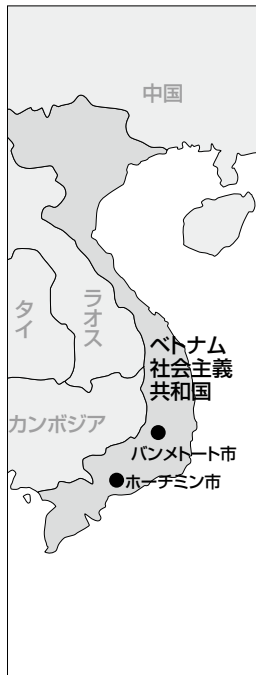 中国
タイ
ラオス
ベトナム
社会主義
共和国
カンボジア
バンメトート市
ホーチミン市